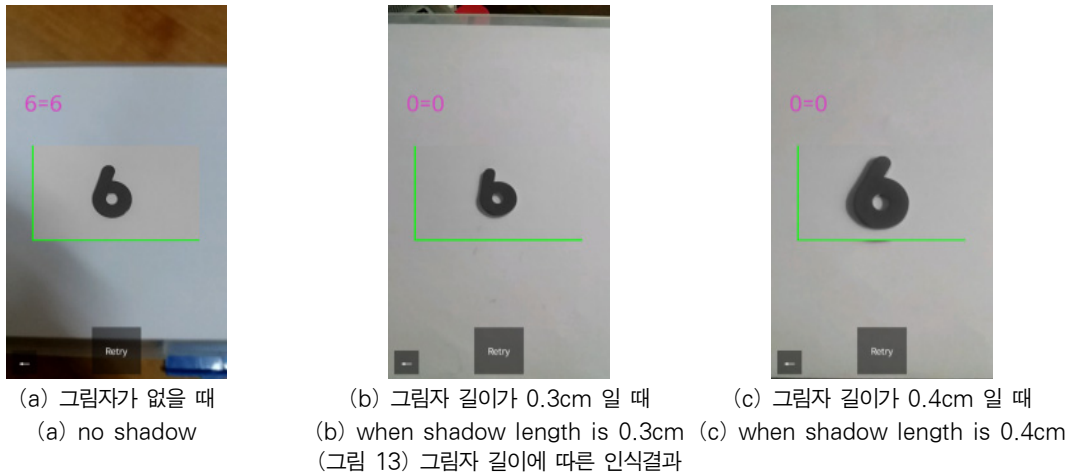 6=6
0=0
0=0
6
6
6
Retry
Retry
Retry
←
←
←
(a) 그림자가 없을 때
(b) 그림자 길이가 0.3cm 일 때
(c) 그림자 길이가 0.4cm 일 때
(a) no shadow
(b) when shadow length is 0.3cm
(c) when shadow length is 0.4cm
(그림 13) 그림자 길이에 따른 인식결과